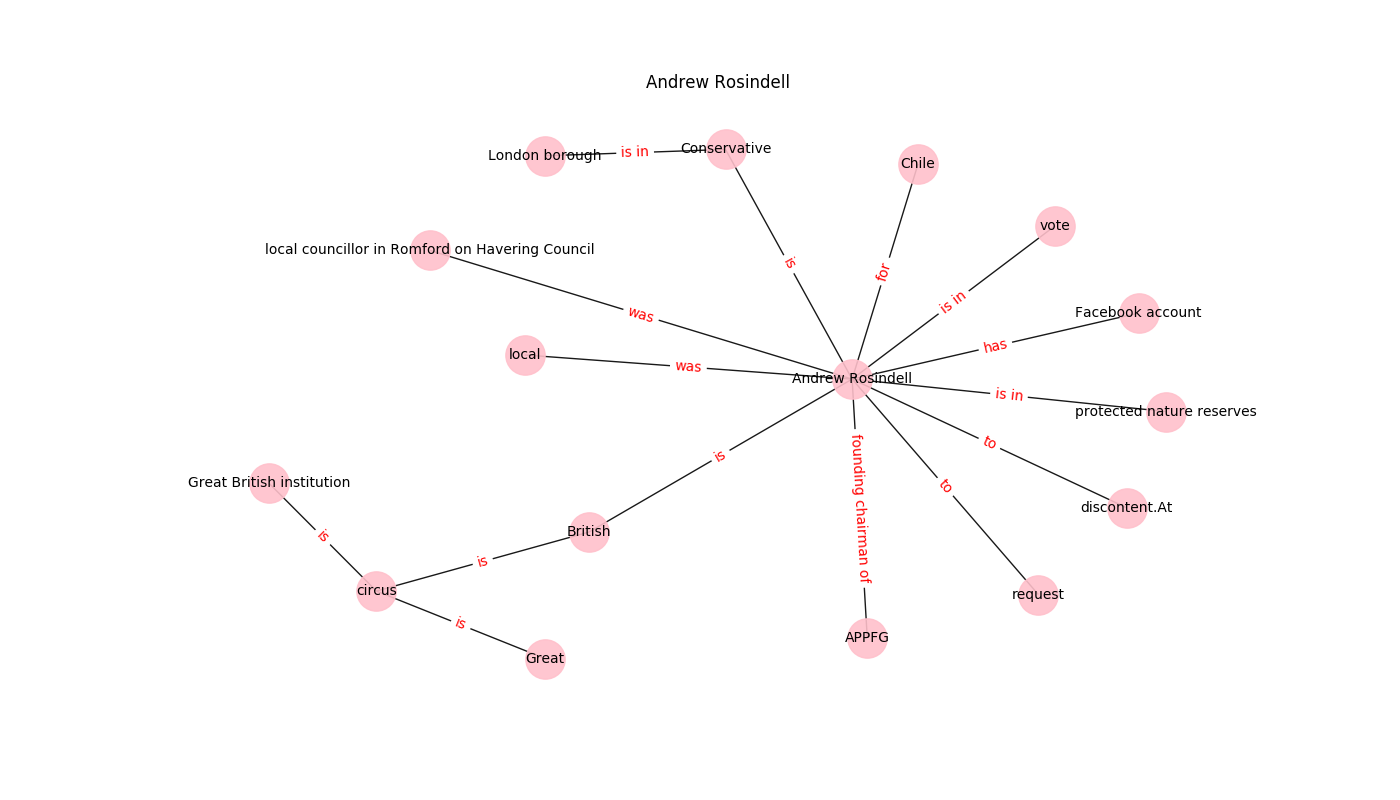 Andrew Rosindell
London borough
is in
Conservative
Chile
vote
local councillor in Romford on Havering Council
is
for
is in
Facebook account
was
has
local
was
Andrew Rosindell
is in
protected nature reserves
to
is
founding chairman of
to
Great British institution
discontent.At
is
British
is
circus
request
is
APPFG
Great